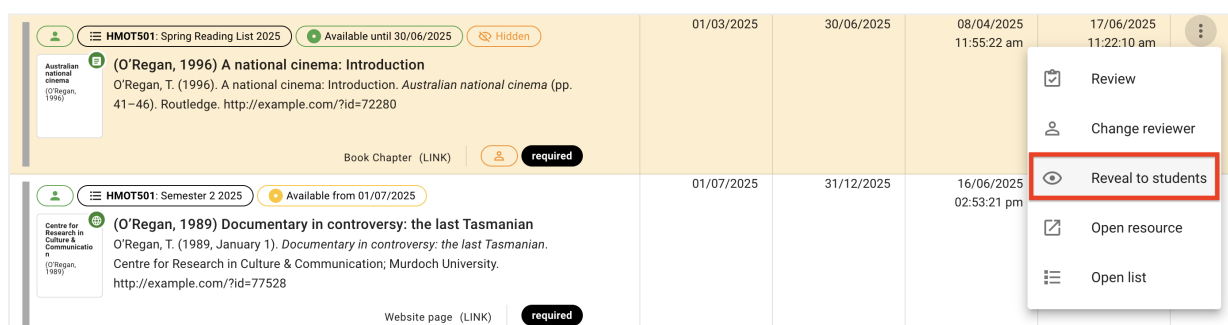 HMOT501: Spring Reading List 2025
Available until 30/06/2025
Hidden
01/03/2025
30/06/2025
08/04/2025
11:55:22 am
17/06/2025
11:22:10 am
Australian
national
cinema
(O'Regan,
1996)
(O'Regan, 1996) A national cinema: Introduction
O'Regan, T. (1996). A national cinema: Introduction. Australian national cinema (pp.
41–46). Routledge. http://example.com/?id=72280
Book Chapter (LINK)
required
HMOT501: Semester 2 2025
Available from 01/07/2025
01/07/2025
31/12/2025
16/06/2025
02:53:21 pm
Centre for
Research in
Culture &
Communicatio
n
(O'Regan,
1989)
(O'Regan, 1989) Documentary in controversy: the last Tasmanian
O'Regan, T. (1989, January 1). Documentary in controversy: the last Tasmanian.
Centre for Research in Culture & Communication; Murdoch University.
http://example.com/?id=77528
Website page (LINK)
required
Review
Change reviewer
Reveal to students
Open resource
Open list